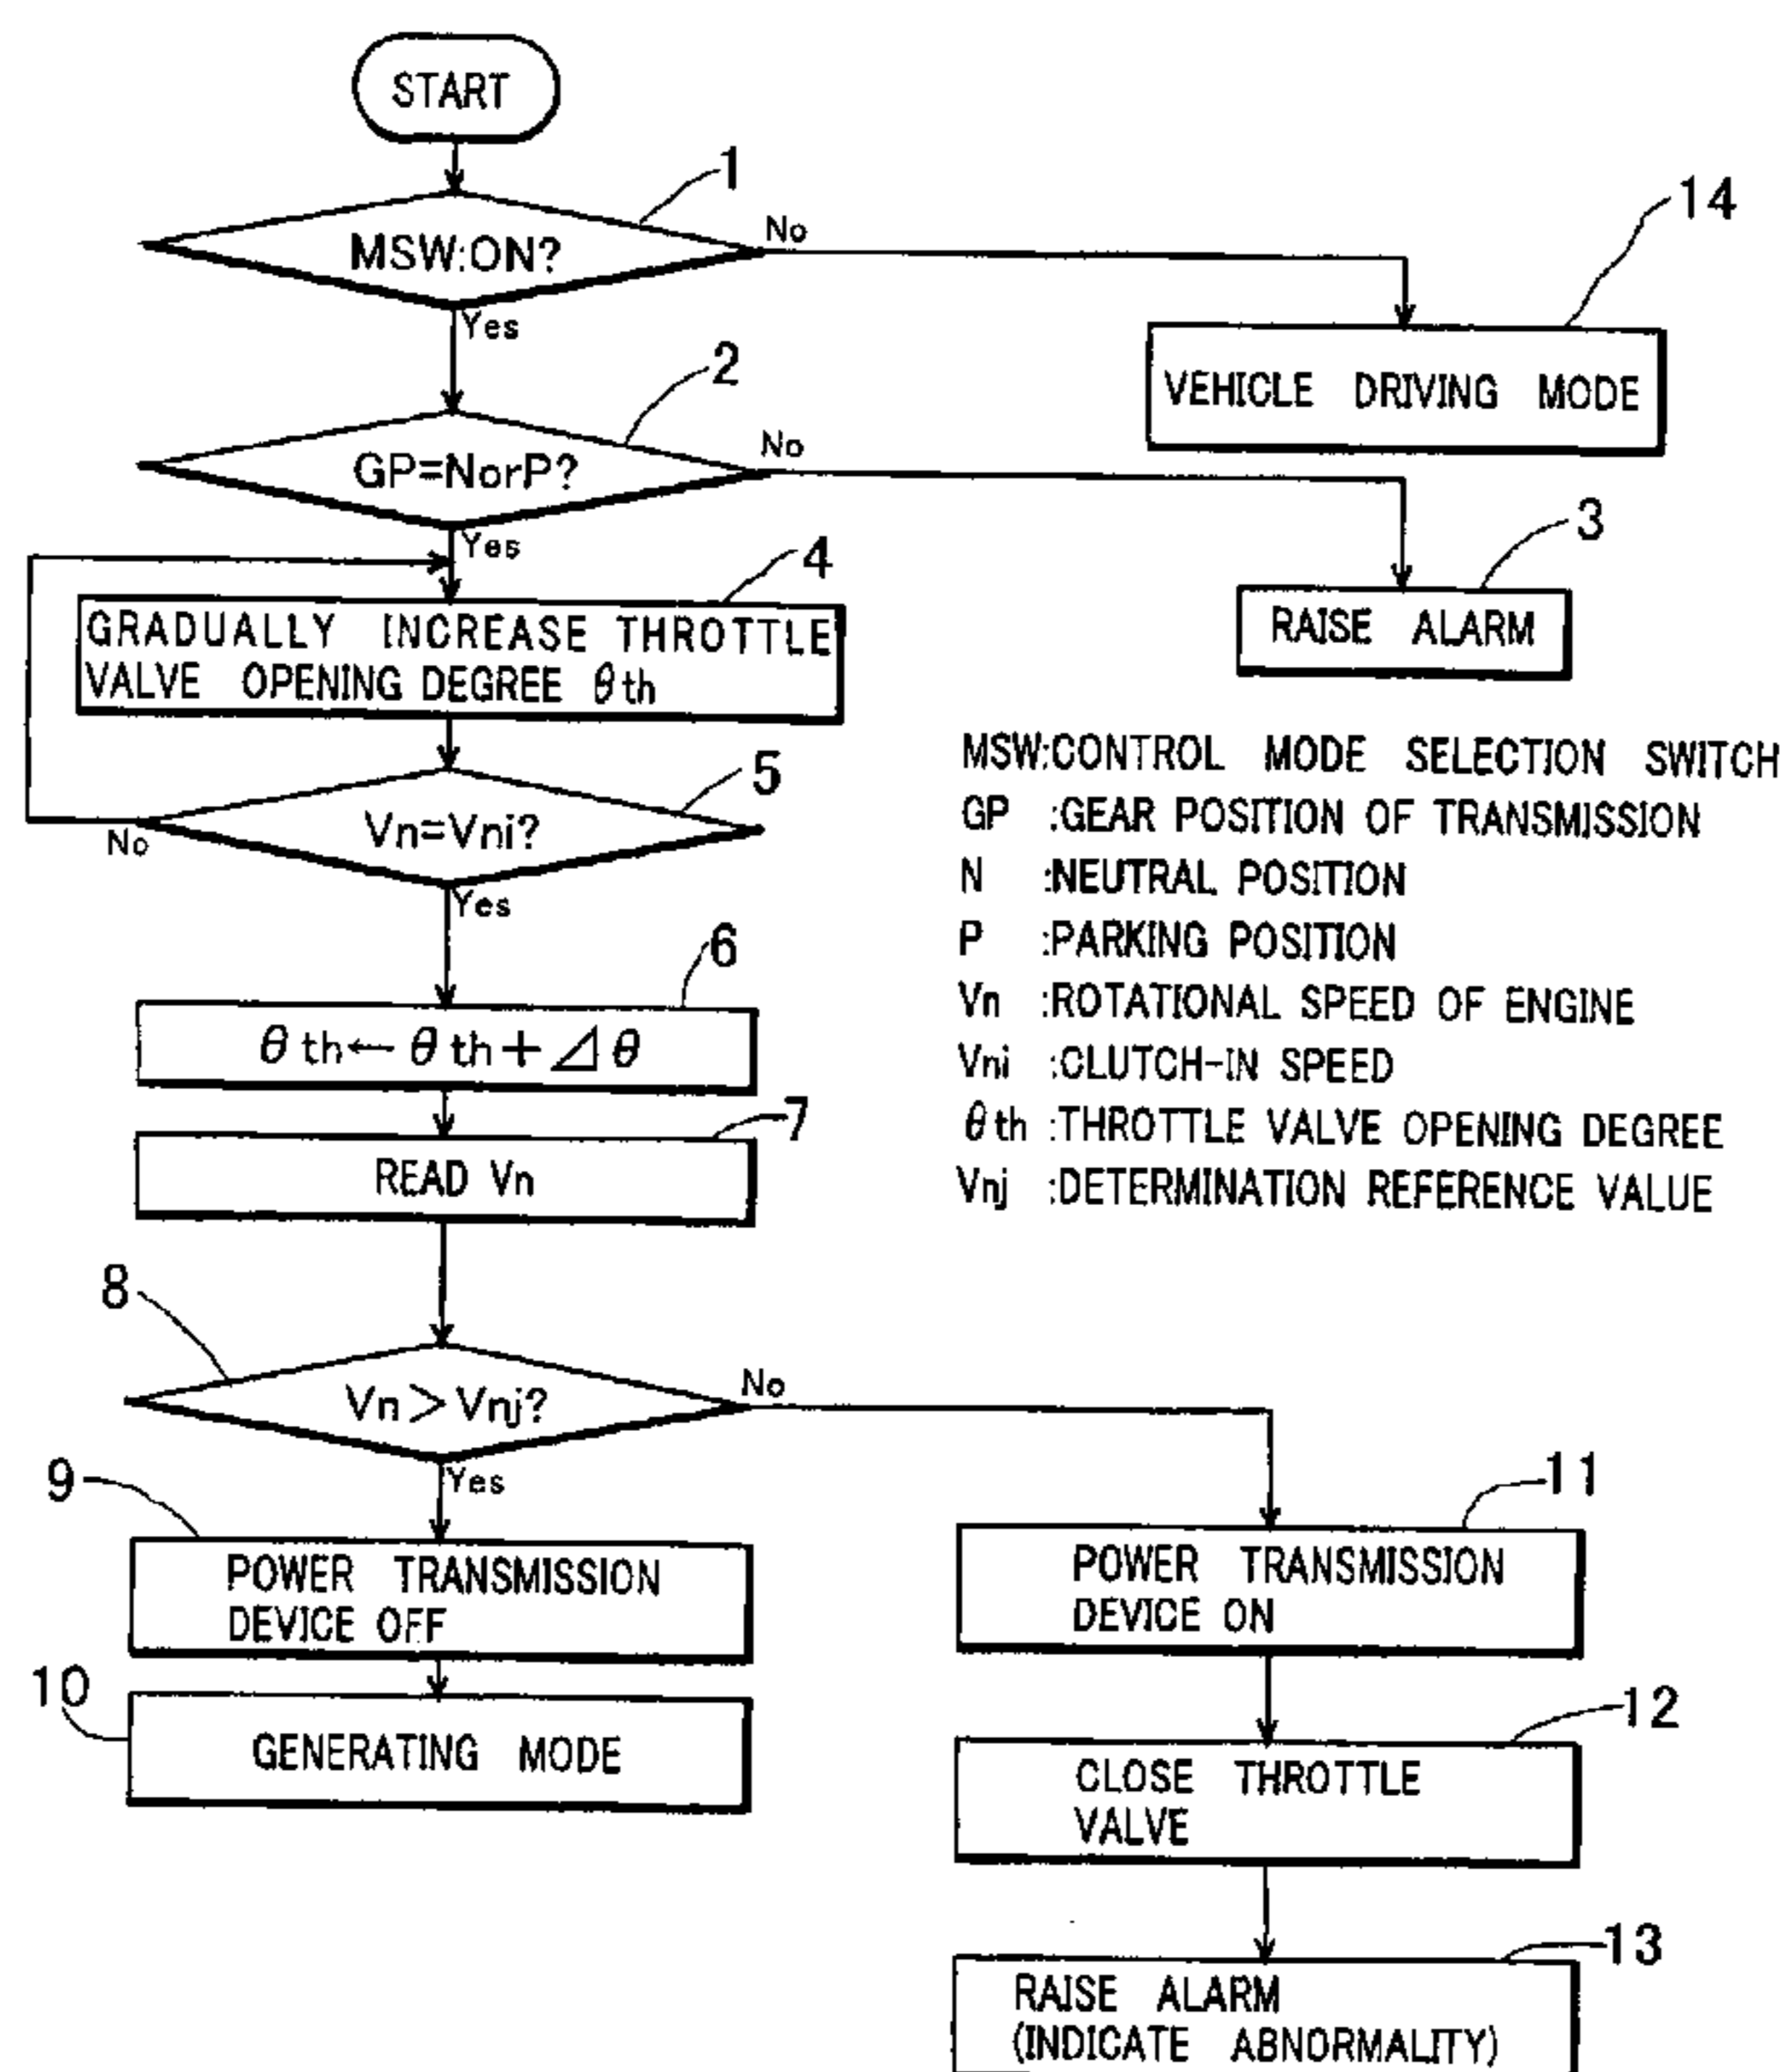 START
1
MSW:ON?
No
Yes
14
VEHICLE DRIVING MODE
2
GP=NorP?
No
Yes
3
RAISE ALARM
4
GRADUALLY INCREASE THROTTLE
VALVE OPENING DEGREE θth
5
Vn=Vni?
No
Yes
MSW:CONTROL MODE SELECTION SWITCH
GP :GEAR POSITION OF TRANSMISSION
N :NEUTRAL POSITION
P :PARKING POSITION
Vn :ROTATIONAL SPEED OF ENGINE
Vni :CLUTCH-IN SPEED
θth :THROTTLE VALVE OPENING DEGREE
Vnj :DETERMINATION REFERENCE VALUE
6
θth←θth+⊿θ
7
READ Vn
8
Vn>Vnj?
No
Yes
9
POWER TRANSMISSION
DEVICE OFF
10
GENERATING MODE
11
POWER TRANSMISSION
DEVICE ON
12
CLOSE THROTTLE
VALVE
13
RAISE ALARM
(INDICATE ABNORMALITY)